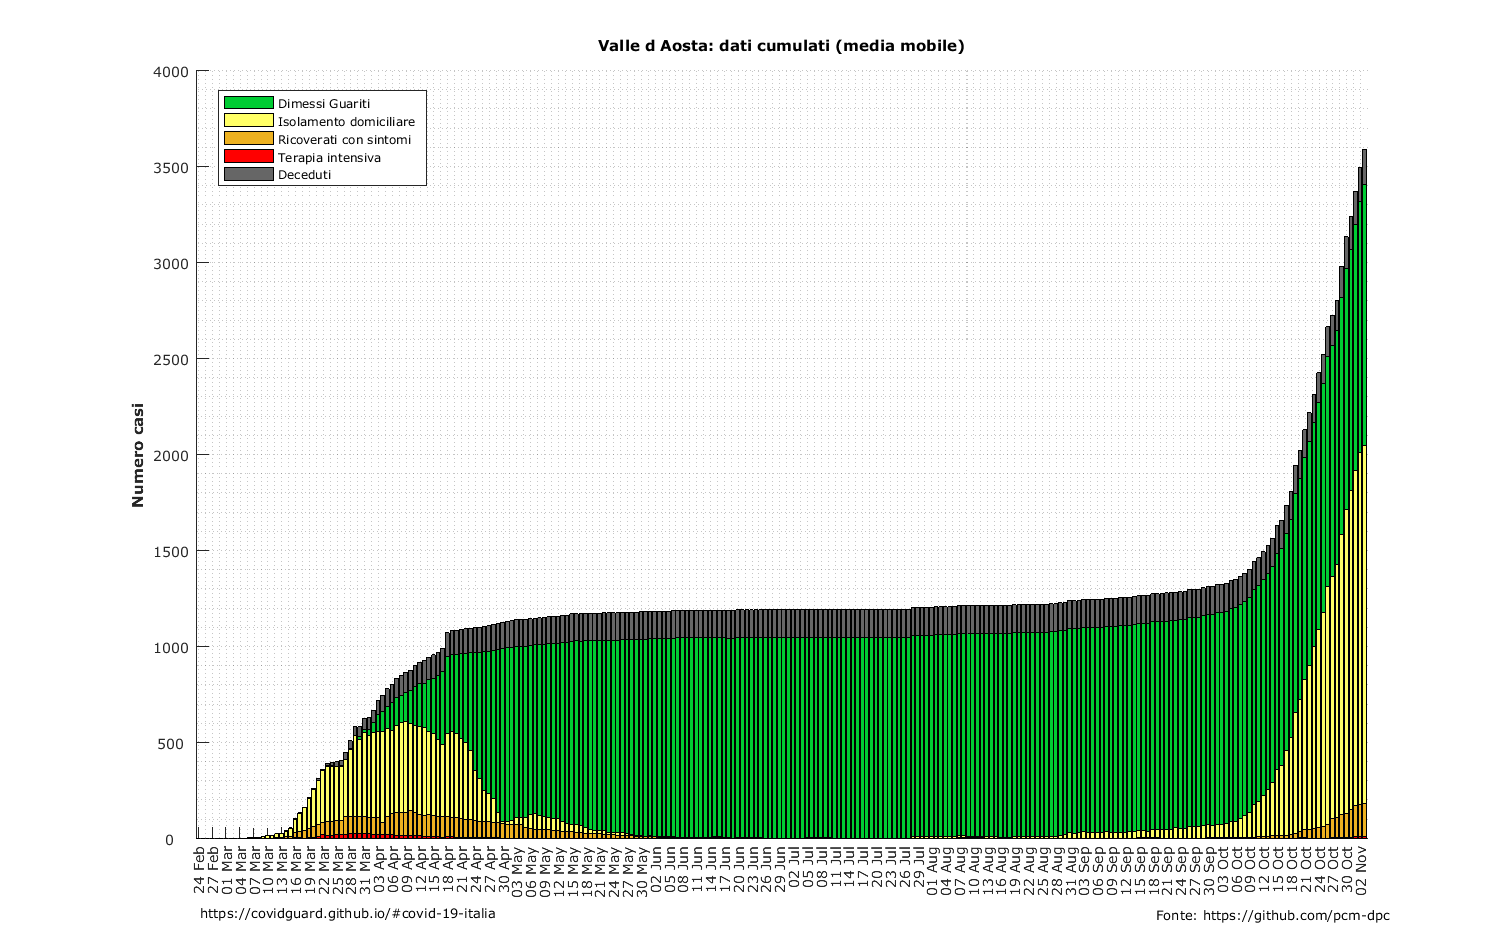 Valle d Aosta: dati cumulati (media mobile)
4000
3500
3000
2500
2000
1500
1000
500
0
Numero casi
Dimessi Guariti
Isolamento domiciliare
Ricoverati con sintomi
Terapia intensiva
Deceduti
24 Feb
27 Feb
01 Mar
04 Mar
07 Mar
10 Mar
13 Mar
16 Mar
19 Mar
22 Mar
25 Mar
28 Mar
31 Mar
03 Apr
06 Apr
09 Apr
12 Apr
15 Apr
18 Apr
21 Apr
24 Apr
27 Apr
30 Apr
03 May
06 May
09 May
12 May
15 May
18 May
21 May
24 May
27 May
30 May
02 Jun
05 Jun
08 Jun
11 Jun
14 Jun
17 Jun
20 Jun
23 Jun
26 Jun
29 Jun
02 Jul
05 Jul
08 Jul
11 Jul
14 Jul
17 Jul
20 Jul
23 Jul
26 Jul
29 Jul
01 Aug
04 Aug
07 Aug
10 Aug
13 Aug
16 Aug
19 Aug
22 Aug
25 Aug
28 Aug
31 Aug
03 Sep
06 Sep
09 Sep
12 Sep
15 Sep
18 Sep
21 Sep
24 Sep
27 Sep
30 Sep
03 Oct
06 Oct
09 Oct
12 Oct
15 Oct
18 Oct
21 Oct
24 Oct
27 Oct
30 Oct
02 Nov
https://covidguard.github.io/#covid-19-italia
Fonte: https://github.com/pcm-dpc